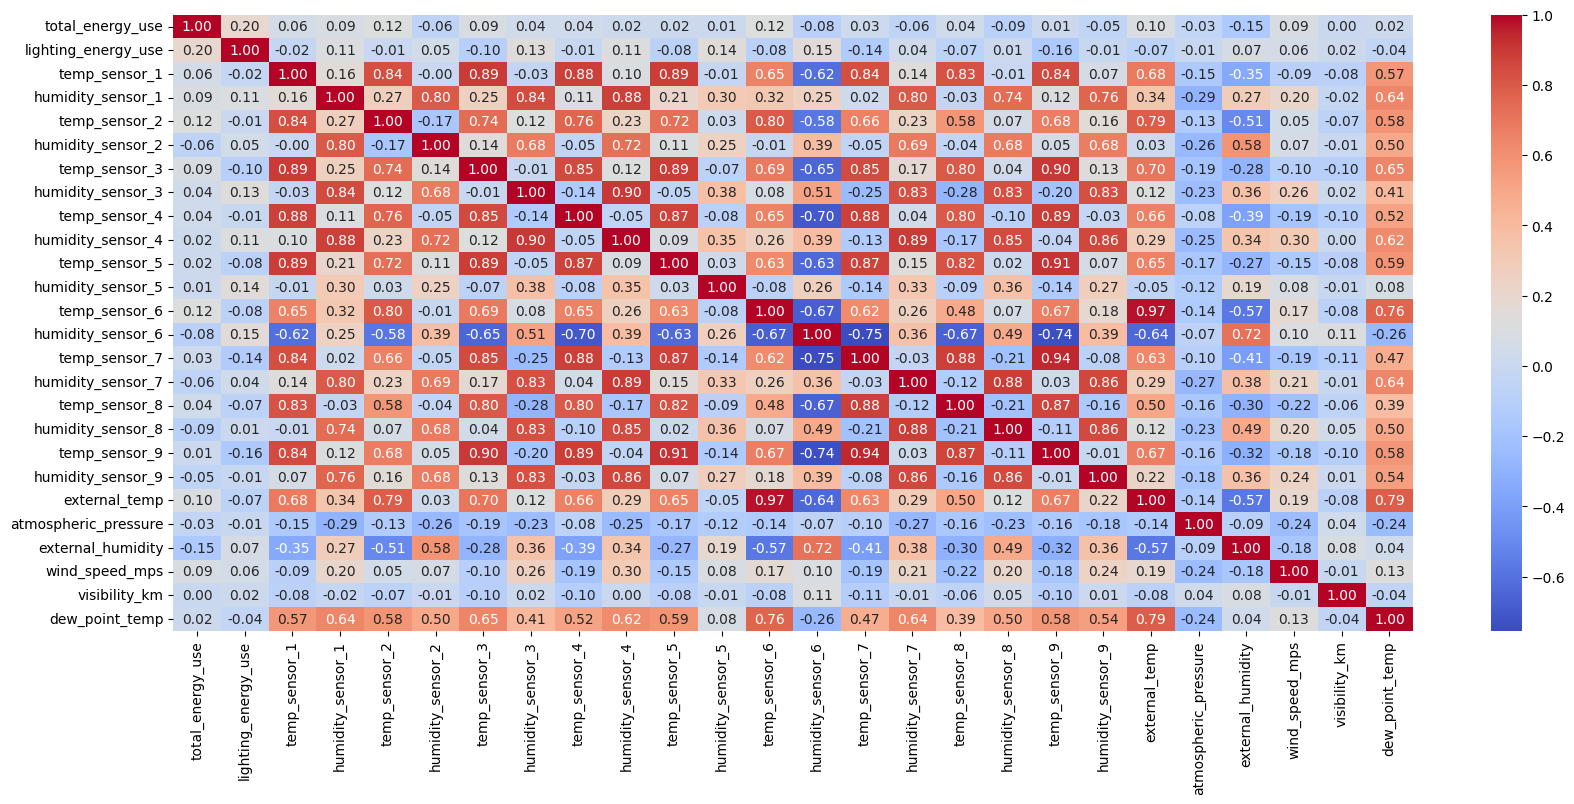 total_energy_use 1.00 0.20 0.06 0.09 0.12 -0.06 0.09 0.04 0.04 0.02 0.02 0.01 0.12 -0.08 0.03 -0.06 0.04 -0.09 0.01 -0.05 0.10 -0.03 -0.15 0.09 0.00 0.02
lighting_energy_use 0.20 1.00 -0.02 0.11 -0.01 0.05 -0.10 0.13 -0.01 0.11 -0.08 0.14 -0.08 0.15 -0.14 0.04 -0.07 0.01 -0.16 -0.01 -0.07 -0.01 0.07 0.06 0.02 -0.04
temp_sensor_1 0.06 -0.02 1.00 0.16 0.84 -0.00 0.89 -0.03 0.88 0.10 0.89 -0.01 0.65 -0.62 0.84 0.14 0.83 -0.01 0.84 0.07 0.68 -0.15 -0.35 -0.09 -0.08 0.57
humidity_sensor_1 0.09 0.11 0.16 1.00 0.27 0.80 0.25 0.84 0.11 0.88 0.21 0.30 0.32 0.25 0.02 0.80 -0.03 0.74 0.12 0.76 0.34 -0.29 0.27 0.20 -0.02 0.64
temp_sensor_2 0.12 -0.01 0.84 0.27 1.00 -0.17 0.74 0.12 0.76 0.23 0.72 0.03 0.80 -0.58 0.66 0.23 0.58 0.07 0.68 0.16 0.79 -0.13 -0.51 0.05 -0.07 0.58
humidity_sensor_2 -0.06 0.05 -0.00 0.80 -0.17 1.00 0.14 0.68 -0.05 0.72 0.11 0.25 -0.01 0.39 -0.05 0.69 -0.04 0.68 0.05 0.68 0.03 -0.26 0.58 0.07 -0.01 0.50
temp_sensor_3 0.09 -0.10 0.89 0.25 0.74 0.14 1.00 -0.01 0.85 0.12 0.89 -0.07 0.69 -0.65 0.85 0.17 0.80 0.04 0.90 0.13 0.70 -0.19 -0.28 -0.10 -0.10 0.65
humidity_sensor_3 0.04 0.13 -0.03 0.84 0.12 0.68 -0.01 1.00 -0.14 0.90 -0.05 0.38 0.08 0.51 -0.25 0.83 -0.28 0.83 -0.20 0.83 0.12 -0.23 0.36 0.26 0.02 0.41
temp_sensor_4 0.04 -0.01 0.88 0.11 0.76 -0.05 0.85 -0.14 1.00 -0.05 0.87 -0.08 0.65 -0.70 0.88 0.04 0.80 -0.10 0.89 -0.03 0.66 -0.08 -0.39 -0.19 -0.10 0.52
humidity_sensor_4 0.02 0.11 0.10 0.88 0.23 0.72 0.12 0.90 -0.05 1.00 0.09 0.35 0.26 0.39 -0.13 0.89 -0.17 0.85 -0.04 0.86 0.29 -0.25 0.34 0.30 0.00 0.62
temp_sensor_5 0.02 -0.08 0.89 0.21 0.72 0.11 0.89 -0.05 0.87 0.09 1.00 0.03 0.63 -0.63 0.87 0.15 0.82 0.02 0.91 0.07 0.65 -0.17 -0.27 -0.15 -0.08 0.59
humidity_sensor_5 0.01 0.14 -0.01 0.30 0.03 0.25 -0.07 0.38 -0.08 0.35 0.03 1.00 -0.08 0.26 -0.14 0.33 -0.09 0.36 -0.14 0.27 -0.05 -0.12 0.19 0.08 -0.01 0.08
temp_sensor_6 0.12 -0.08 0.65 0.32 0.80 -0.01 0.69 0.08 0.65 0.26 0.63 -0.08 1.00 -0.67 0.62 0.26 0.48 0.07 0.67 0.18 0.97 -0.14 -0.57 0.17 -0.08 0.76
humidity_sensor_6 -0.08 0.15 -0.62 0.25 -0.58 0.39 -0.65 0.51 -0.70 0.39 -0.63 0.26 -0.67 1.00 -0.75 0.36 -0.67 0.49 -0.74 0.39 -0.64 -0.07 0.72 0.10 0.11 -0.26
temp_sensor_7 0.03 -0.14 0.84 0.02 0.66 -0.05 0.85 -0.25 0.88 -0.13 0.87 -0.14 0.62 -0.75 1.00 -0.03 0.88 -0.21 0.94 -0.08 0.63 -0.10 -0.41 -0.19 -0.11 0.47
humidity_sensor_7 -0.06 0.04 0.14 0.80 0.23 0.69 0.17 0.83 0.04 0.89 0.15 0.33 0.26 0.36 -0.03 1.00 -0.12 0.88 0.03 0.86 0.29 -0.27 0.38 0.21 -0.01 0.64
temp_sensor_8 0.04 -0.07 0.83 -0.03 0.58 -0.04 0.80 -0.28 0.80 -0.17 0.82 -0.09 0.48 -0.67 0.88 -0.12 1.00 -0.21 0.87 -0.16 0.50 -0.16 -0.30 -0.22 -0.06 0.39
humidity_sensor_8 -0.09 0.01 -0.01 0.74 0.07 0.68 0.04 0.83 -0.10 0.85 0.02 0.36 0.07 0.49 -0.21 0.88 -0.21 1.00 -0.11 0.86 0.12 -0.23 0.49 0.20 0.05 0.50
temp_sensor_9 0.01 -0.16 0.84 0.12 0.68 0.05 0.90 -0.20 0.89 -0.04 0.91 -0.14 0.67 -0.74 0.94 0.03 0.87 -0.11 1.00 -0.01 0.67 -0.16 -0.32 -0.18 -0.10 0.58
humidity_sensor_9 -0.05 -0.01 0.07 0.76 0.16 0.68 0.13 0.83 -0.03 0.86 0.07 0.27 0.18 0.39 -0.08 0.86 -0.16 0.86 -0.01 1.00 0.22 -0.18 0.36 0.24 0.01 0.54
external_temp 0.10 -0.07 0.68 0.34 0.79 0.03 0.70 0.12 0.66 0.29 0.65 -0.05 0.97 -0.64 0.63 0.29 0.50 0.12 0.67 0.22 1.00 -0.14 -0.57 0.19 -0.08 0.79
atmospheric_pressure -0.03 -0.01 -0.15 -0.29 -0.13 -0.26 -0.19 -0.23 -0.08 -0.25 -0.17 -0.12 -0.14 -0.07 -0.10 -0.27 -0.16 -0.23 -0.16 -0.18 -0.14 1.00 -0.09 -0.24 0.04 -0.24
external_humidity -0.15 0.07 -0.35 0.27 -0.51 0.58 -0.28 0.36 -0.39 0.34 -0.27 0.19 -0.57 0.72 -0.41 0.38 -0.30 0.49 -0.32 0.36 -0.57 -0.09 1.00 -0.18 0.08 0.04
wind_speed_mps 0.09 0.06 -0.09 0.20 0.05 0.07 -0.10 0.26 -0.19 0.30 -0.15 0.08 0.17 0.10 -0.19 0.21 -0.22 0.20 -0.18 0.24 0.19 -0.24 -0.18 1.00 -0.01 0.13
visibility_km 0.00 0.02 -0.08 -0.02 -0.07 -0.01 -0.10 0.02 -0.10 0.00 -0.08 -0.01 -0.08 0.11 -0.11 -0.01 -0.06 0.05 -0.10 0.01 -0.08 0.04 0.08 -0.01 1.00 -0.04
dew_point_temp 0.02 -0.04 0.57 0.64 0.58 0.50 0.65 0.41 0.52 0.62 0.59 0.08 0.76 -0.26 0.47 0.64 0.39 0.50 0.58 0.54 0.79 -0.24 0.04 0.13 -0.04 1.00
total_energy_use
lighting_energy_use
temp_sensor_1
humidity_sensor_1
temp_sensor_2
humidity_sensor_2
temp_sensor_3
humidity_sensor_3
temp_sensor_4
humidity_sensor_4
temp_sensor_5
humidity_sensor_5
temp_sensor_6
humidity_sensor_6
temp_sensor_7
humidity_sensor_7
temp_sensor_8
humidity_sensor_8
temp_sensor_9
humidity_sensor_9
external_temp
atmospheric_pressure
external_humidity
wind_speed_mps
visibility_km
dew_point_temp
1.0
0.8
0.6
0.4
0.2
0.0
−0.2
−0.4
−0.6